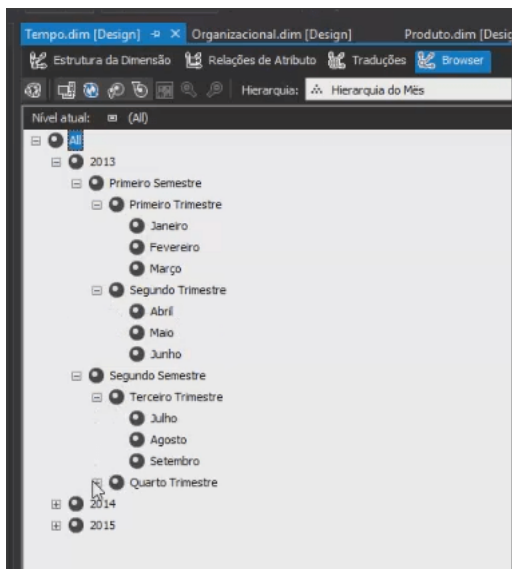 Tempo.dim [Design] Organizacional.dim [Design] Produto.dim [Desig
Estrutura da Dimensão Relações de Atributo Traduções Browser
Hierarquia: Hierarquia do Mês
Nível atual: (All)
All
2013
Primeiro Semestre
Primeiro Trimestre
Janeiro
Fevereiro
Março
Segundo Trimestre
Abril
Maio
Junho
Segundo Semestre
Terceiro Trimestre
Julho
Agosto
Setembro
Quarto Trimestre
2014
2015